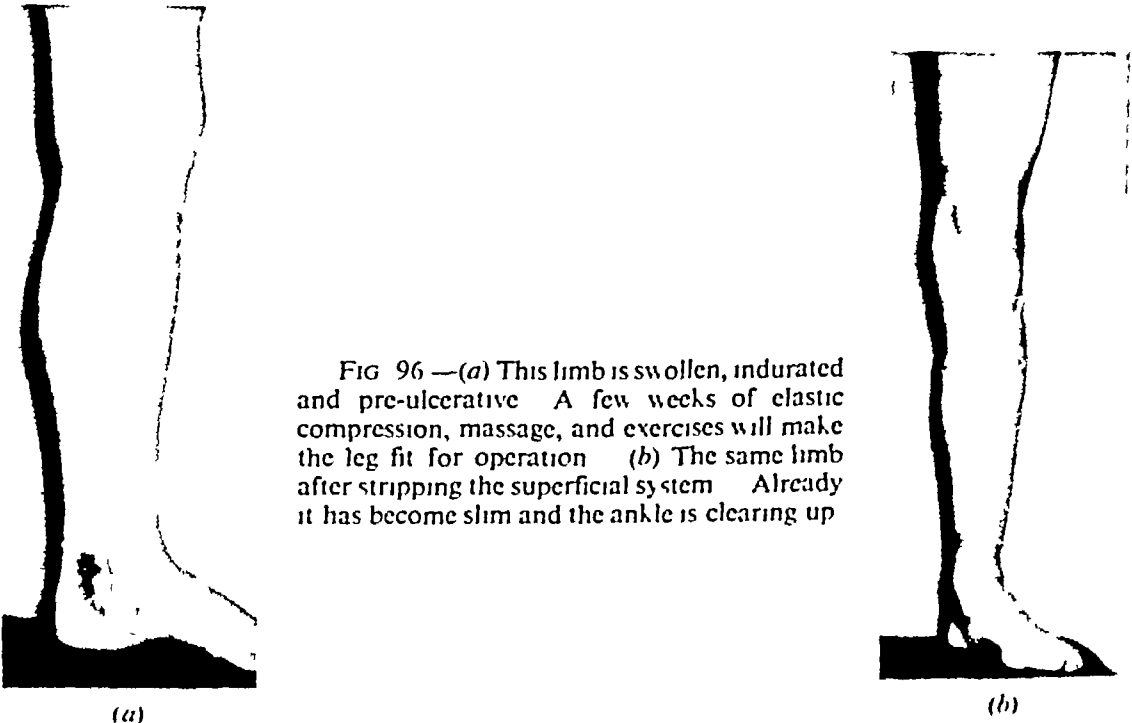 FIG 96 —(a) This limb is swollen, indurated
and pre-ulcerative A few weeks of elastic
compression, massage, and exercises will make
the leg fit for operation (b) The same limb
after stripping the superficial system Already
it has become slim and the ankle is clearing up
(a)
(b)